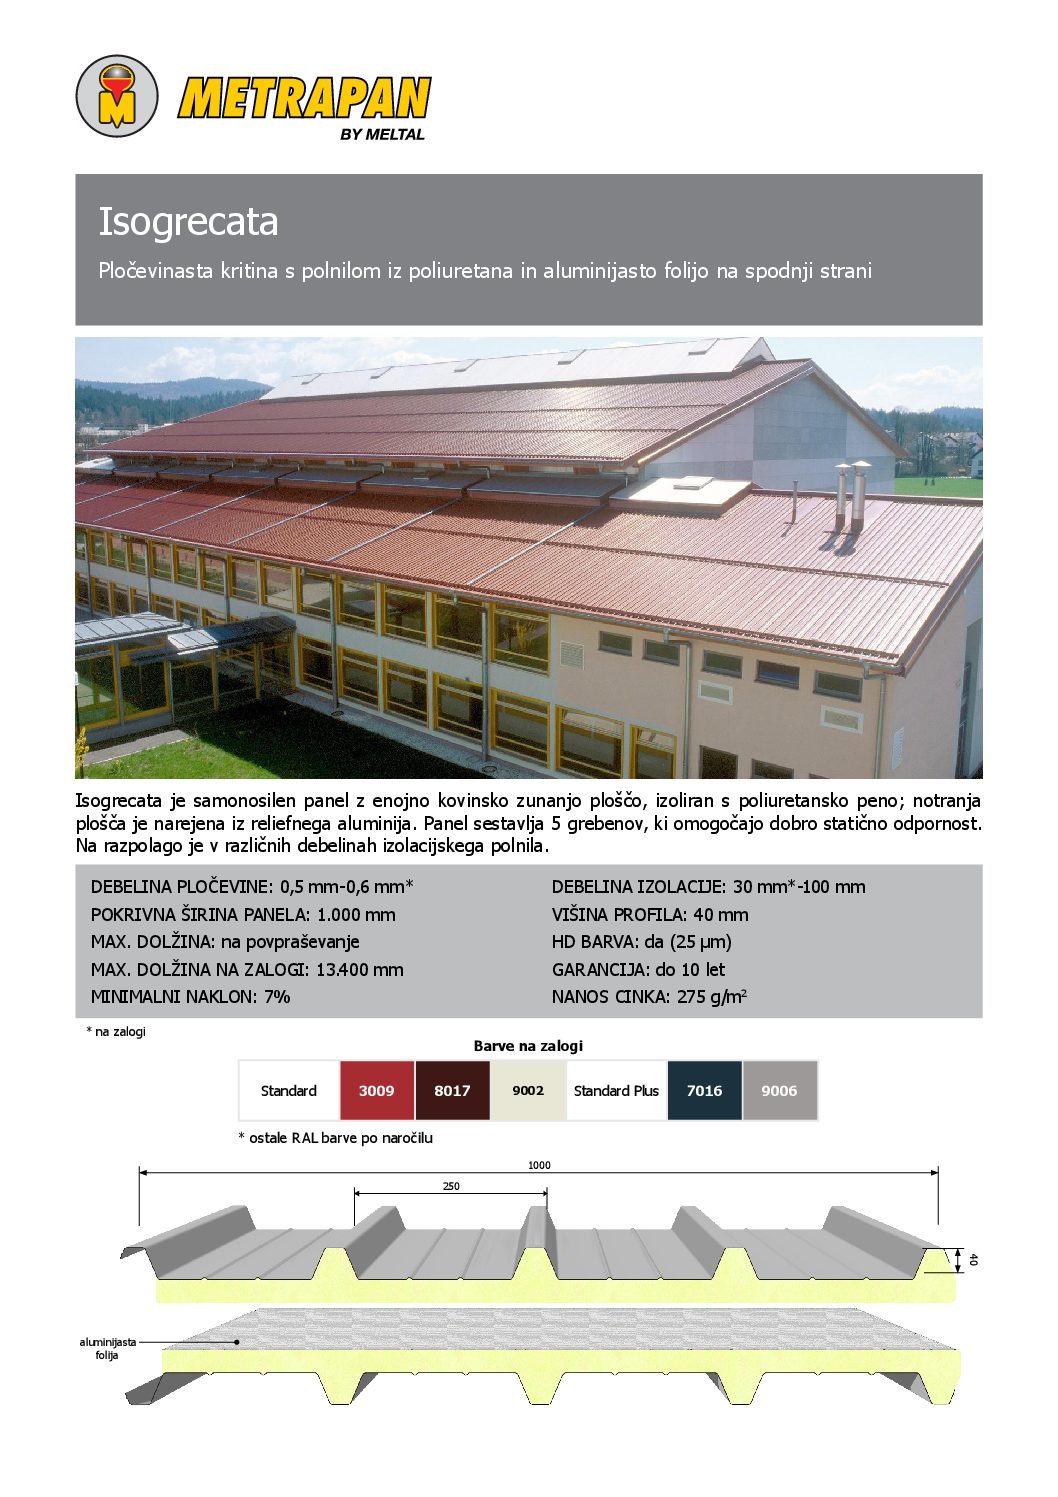 M
METRAPAN
BY MELTAL
Isogrecata
Pločevinasta kritina s polnilom iz poliuretana in aluminijasto folijo na spodnji strani
Isogrecata je samonosilen panel z enojno kovinsko zunanjo ploščo, izoliran s poliuretansko peno; notranja
plošča je narejena iz reliefnega aluminija. Panel sestavlja 5 grebenov, ki omogočajo dobro statično odpornost.
Na razpolago je v različnih debelinah izolacijskega polnila.
DEBELINA PLOČEVINE: 0,5 mm-0,6 mm*
POKRIVNA ŠIRINA PANELA: 1.000 mm
MAX. DOLŽINA: na povpraševanje
MAX. DOLŽINA NA ZALOGI: 13.400 mm
MINIMALNI NAKLON: 7%
DEBELINA IZOLACIJE: 30 mm*-100 mm
VIŠINA PROFILA: 40 mm
HD BARVA: da (25 µm)
GARANCIJA: do 10 let
NANOS CINKA: 275 g/m²
* na zalogi
Barve na zalogi
Standard 3009 8017 9002 Standard Plus 7016 9006
* ostale RAL barve po naročilu
1000
250
40
aluminijasta
folija